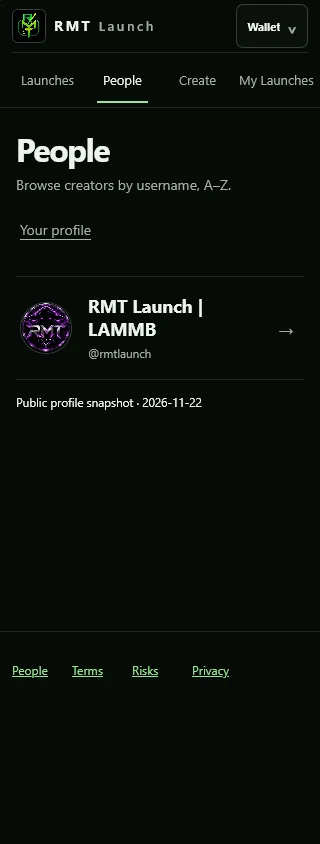 RMT Launch
Wallet
Launches People Create My Launches
People
Browse creators by username, A–Z.
Your profile
RMT
RMT Launch |
LAMMB
@rmtlaunch
→
Public profile snapshot · 2026-11-22
People Terms Risks Privacy